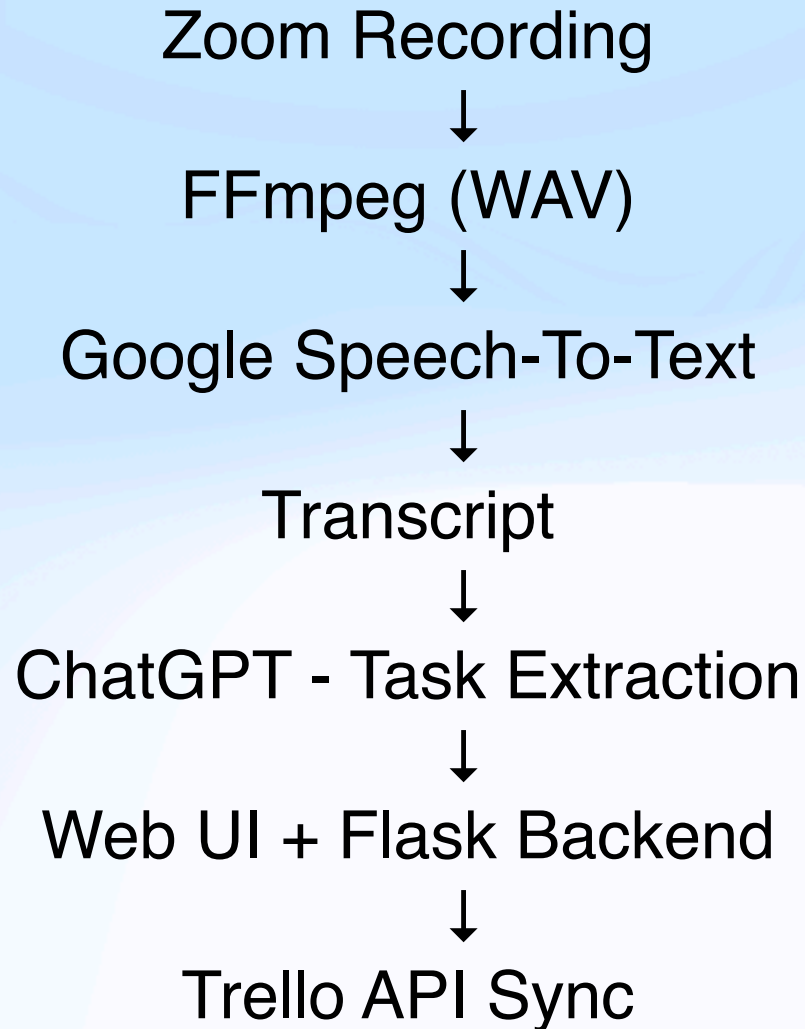 Zoom Recording
↓
FFmpeg (WAV)
↓
Google Speech-To-Text
↓
Transcript
↓
ChatGPT - Task Extraction
↓
Web UI + Flask Backend
↓
Trello API Sync